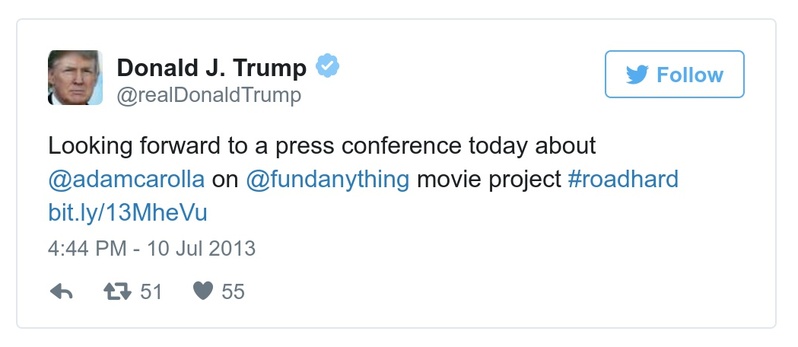 Donald J. Trump
@realDonaldTrump
Follow
Looking forward to a press conference today about
@adamcarolla on @fundanything movie project #roadhard
bit.ly/13MheVu
4:44 PM - 10 Jul 2013
51 55